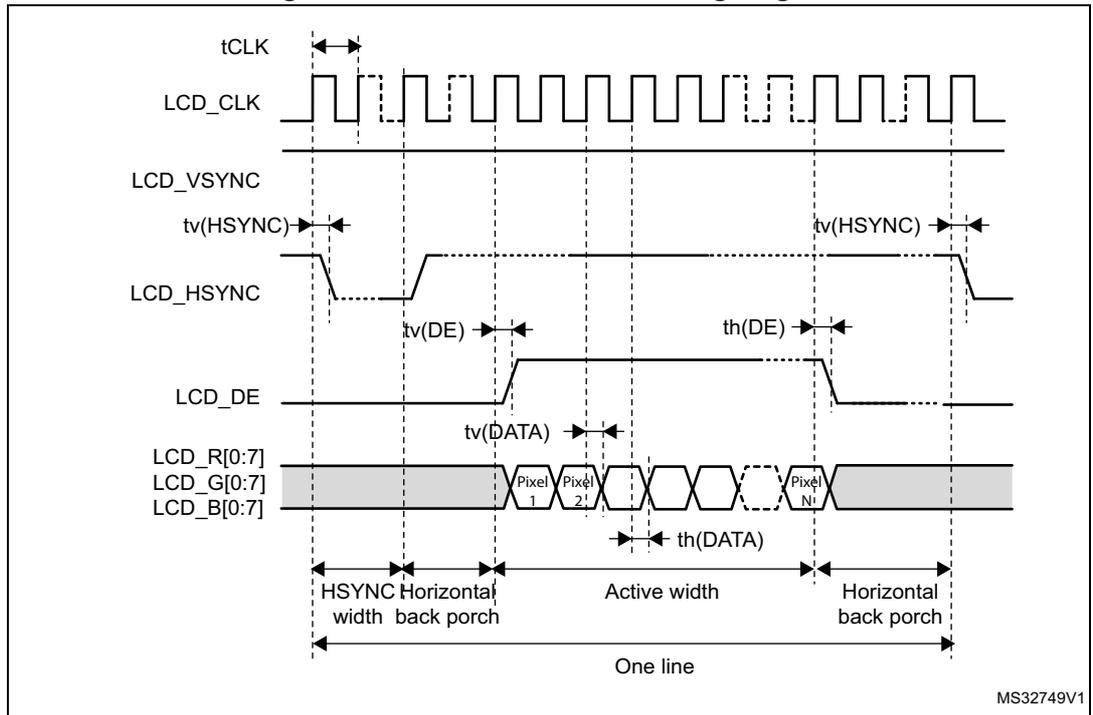 tCLK
LCD_CLK
LCD_VSYNC
tv(HSYNC)
tv(HSYNC)
LCD_HSYNC
tv(DE)
th(DE)
LCD_DE
tv(DATA)
LCD_R[0:7]
LCD_G[0:7]
LCD_B[0:7]
Pixel
1
Pixel
2
Pixel
N
th(DATA)
HSYNC
width
Horizontal
back porch
Active width
Horizontal
back porch
One line
MS32749V1